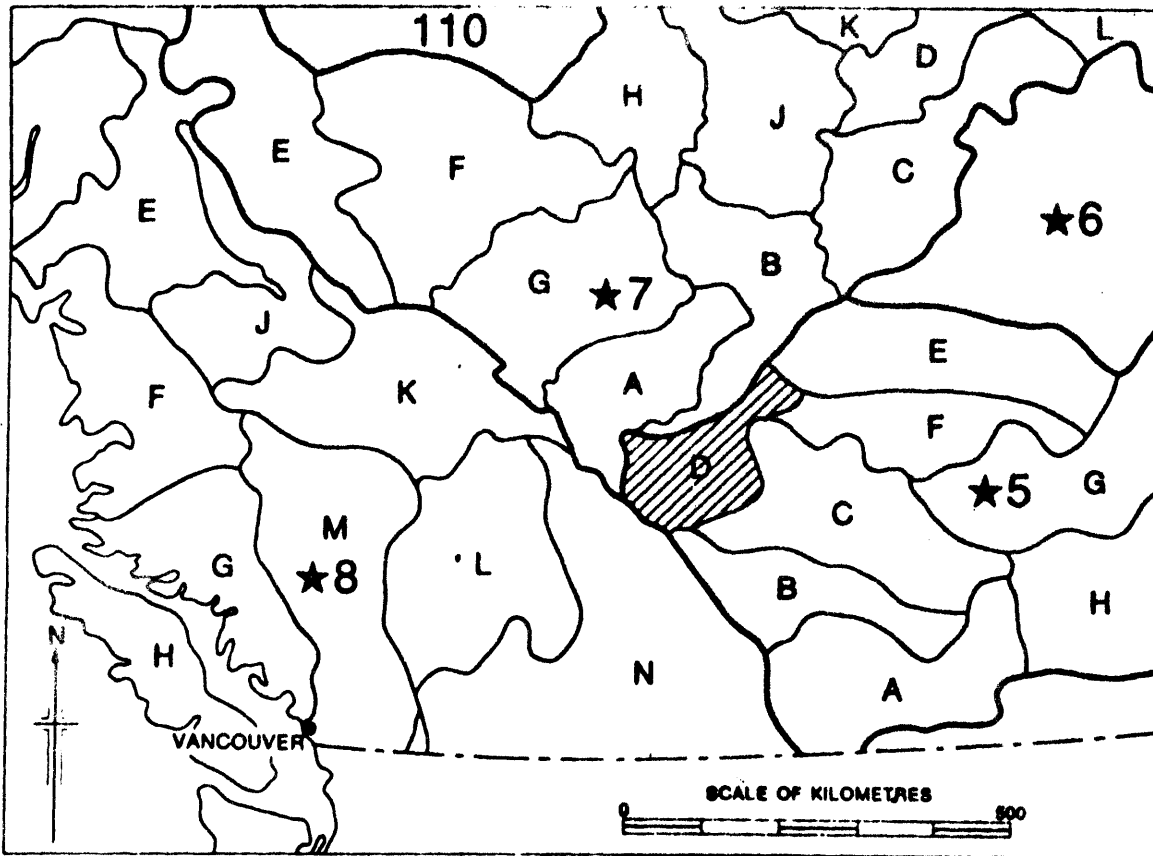 110
K
D
L
H
J
E
F
C
E
★6
B
G ★7
J
E
A
F
K
F
D
★5 G
C
M
G ★8
L
B
H
N
H
N
A
VANCOUVER
SCALE OF KILOMETRES
0 500